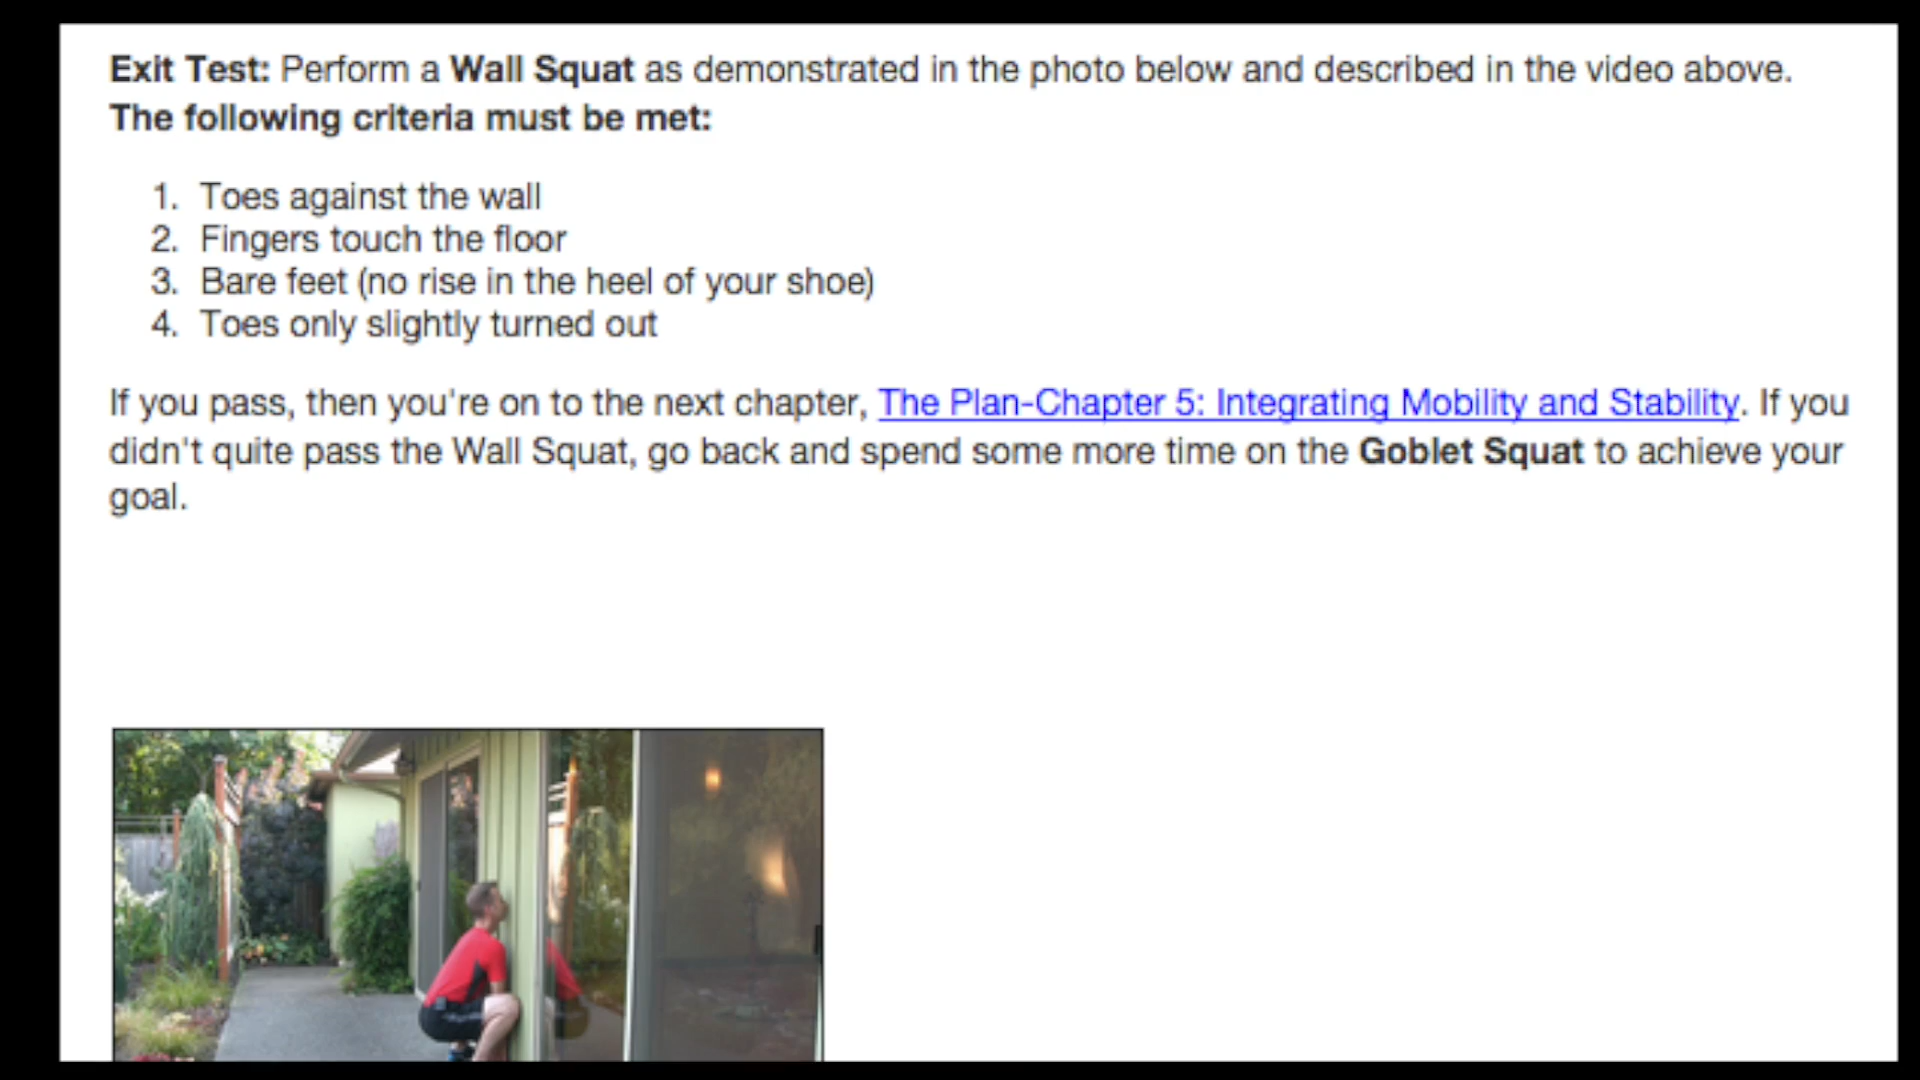 Exit Test: Perform a Wall Squat as demonstrated in the photo below and described in the video above.
The following criteria must be met:
1. Toes against the wall
2. Fingers touch the floor
3. Bare feet (no rise in the heel of your shoe)
4. Toes only slightly turned out
If you pass, then you're on to the next chapter, The Plan-Chapter 5: Integrating Mobility and Stability. If you
didn't quite pass the Wall Squat, go back and spend some more time on the Goblet Squat to achieve your
goal.